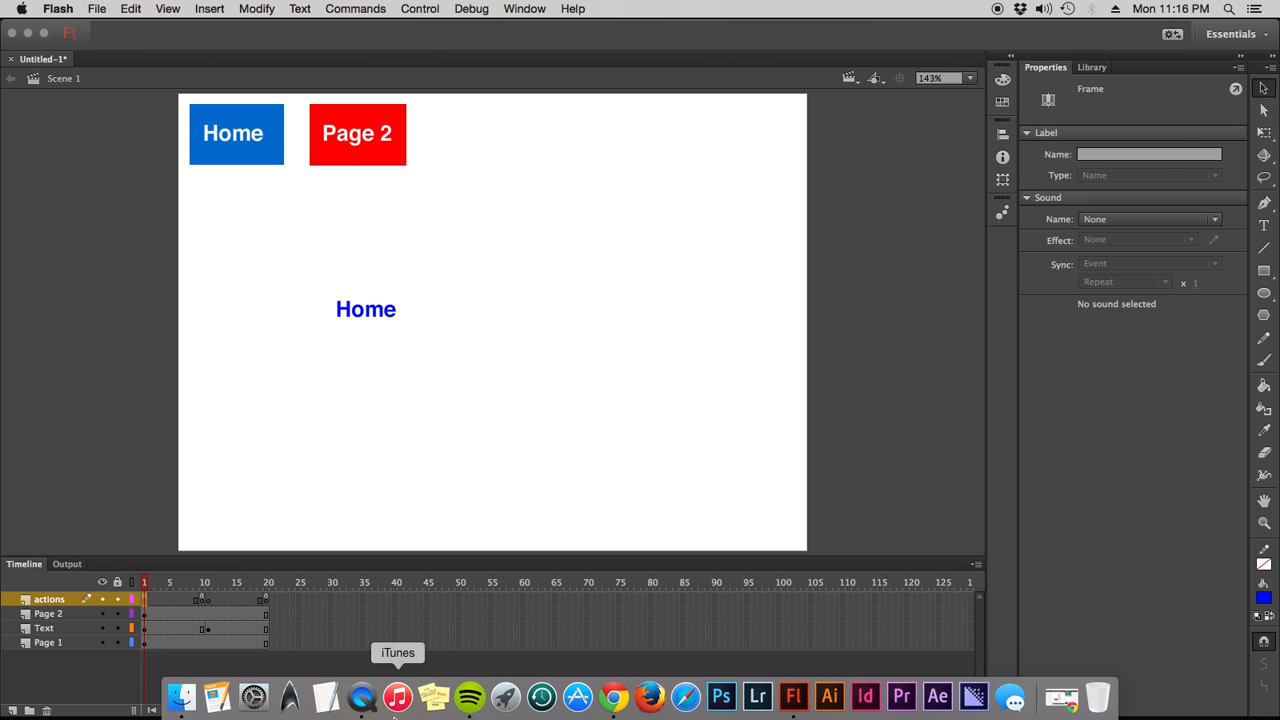 Flash File Edit View Insert Modify Text Commands Control Debug Window Help Mon 11:16 PM
Fl Essentials
× Untitled-1*
Scene 1 143%
Properties Library
Frame
Label
Name:
Type: Name
Sound
Name: None
Effect: None
Sync: Event
Repeat x 1
No sound selected
Home Page 2
Home
Timeline Output
1 5 10 15 20 25 30 35 40 45 50 55 60 65 70 75 80 85 90 95 100 105 110 115 120 125 1
actions
Page 2
Text
Page 1
iTunes
Ps Lr Fl Ai Id Pr Ae